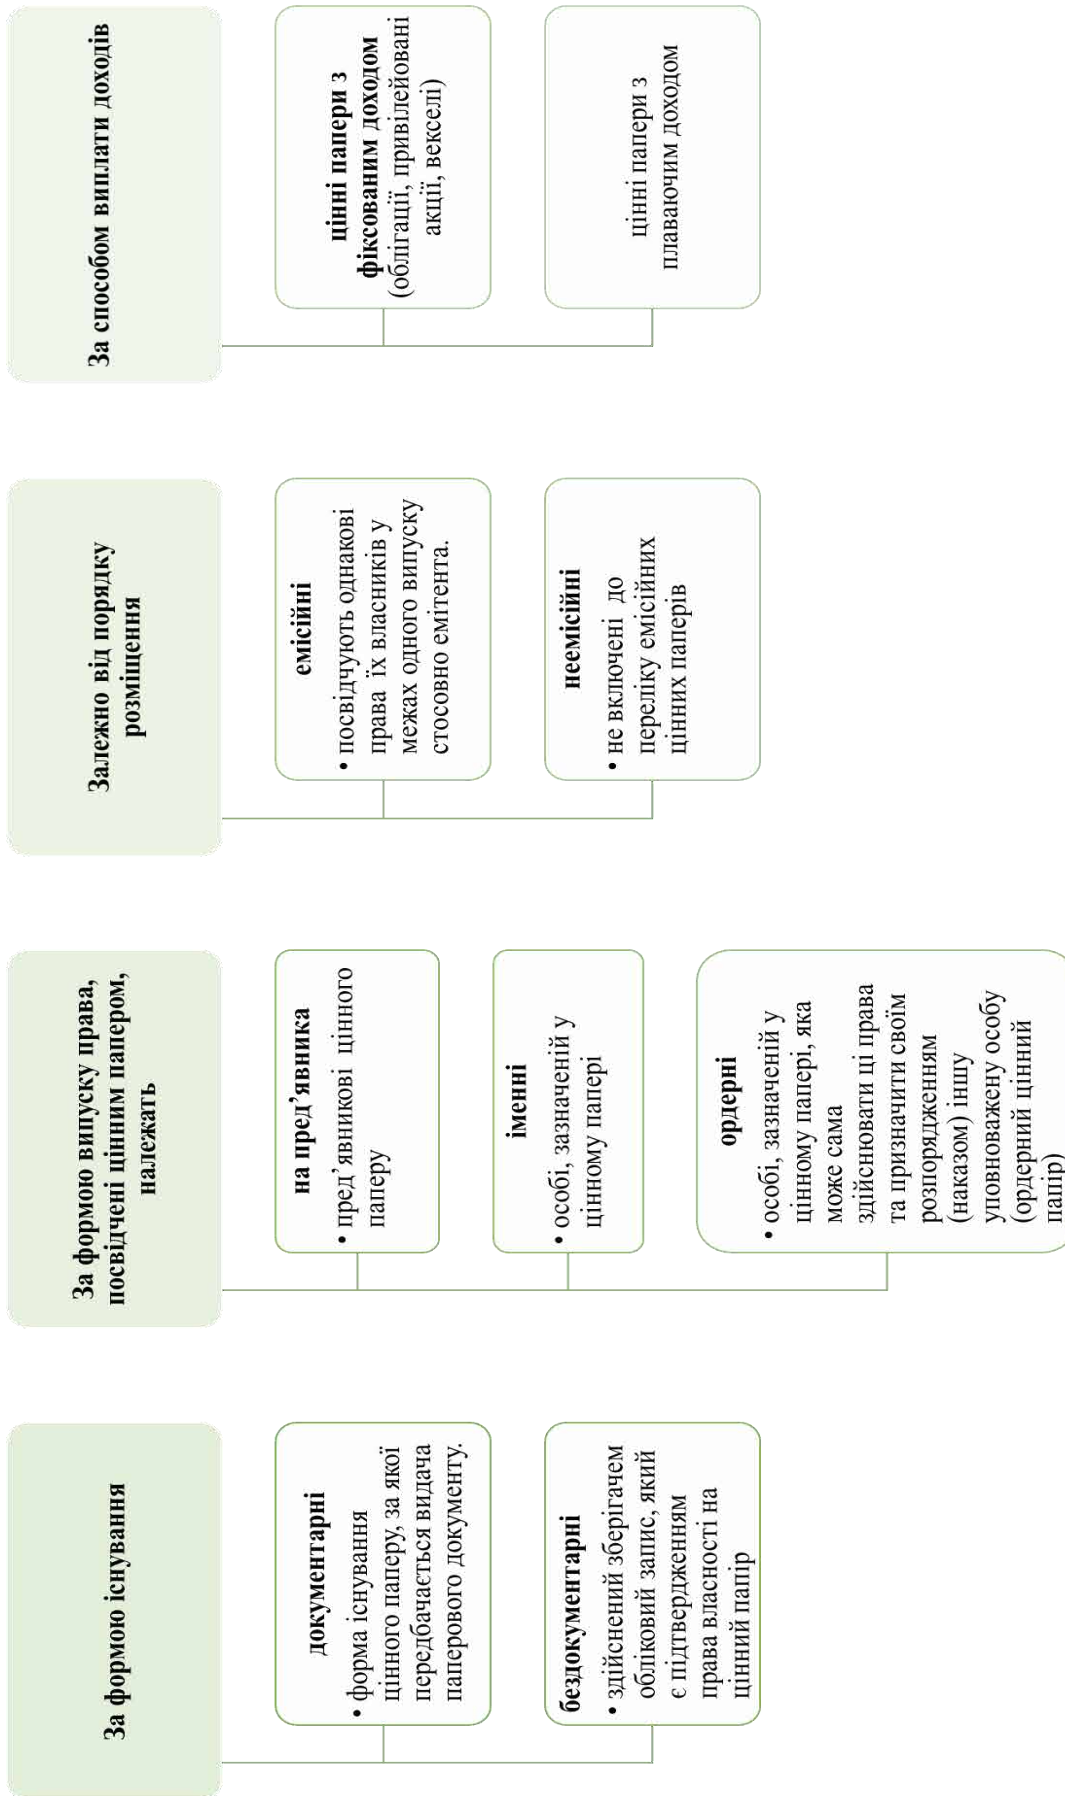 За формою існування
документарні
• форма існування
цінного паперу, за якої
передбачається видача
паперового документу.
бездокументарні
• здійснений зберігачем
обліковий запис, який
є підтвердженням
права власності на
цінний папір
За формою випуску права,
посвідчені цінним папером,
належать
на пред’явника
• пред’явникові цінного
паперу
іменні
• особі, зазначеній у
цінному папері
ордерні
• особі, зазначеній у
цінному папері, яка
може сама
здійснювати ці права
та призначити своїм
розпорядженням
(наказом) іншу
уповноважену особу
(ордерний цінний
папір)
Залежно від порядку
розміщення
емісійні
• посвідчують однакові
права їх власників у
межах одного випуску
стосовно емітента.
неемісійні
• не включені до
переліку емісійних
цінних паперів
За способом виплати доходів
цінні папери з
фіксованим доходом
(облігації, привілейовані
акції, векселі)
цінні папери з
плаваючим доходом